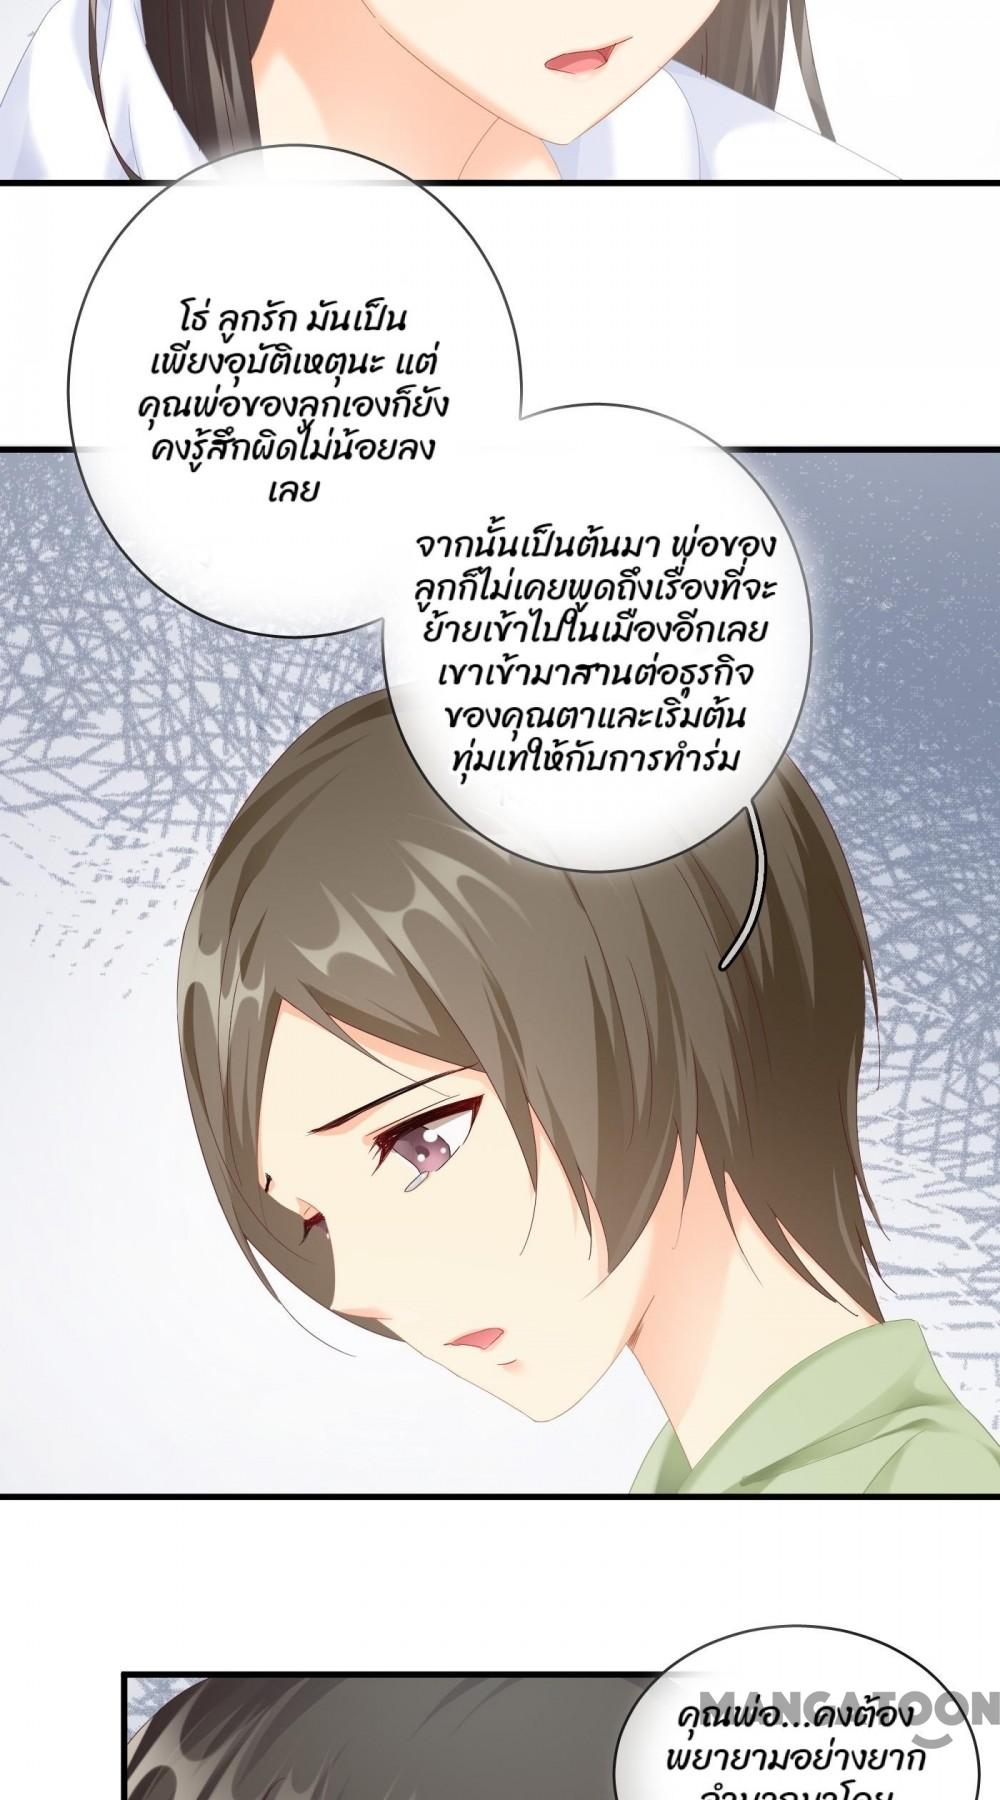 โธ่ ลูกรัก มันเป็น
เพียงอุบัติเหตุนะ แต่
คุณพ่อของลูกเองก็ยัง
คงรู้สึกผิดไม่น้อยลง
เลย
จากนั้นเป็นต้นมา พ่อของ
ลูกก็ไม่เคยพูดถึงเรื่องที่จะ
ย้ายเข้าไปในเมืองอีกเลย
เขาเข้ามาสานต่อธุรกิจ
ของคุณตาและเริ่มต้น
ทุ่มเทให้กับการทำร่ม
คุณพ่อ...คงต้อง
MANGATOON
พยายามอย่างยาก